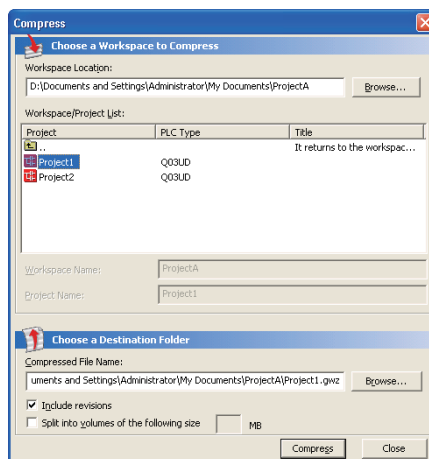 Compress
Choose a Workspace to Compress
Workspace Location:
D:\Documents and Settings\Administrator\My Documents\ProjectA Browse...
Workspace/Project List:
Project PLC Type Title
.. It returns to the workspac...
Project1 Q03UD
Project2 Q03UD
Workspace Name: ProjectA
Project Name: Project1
Choose a Destination Folder
Compressed File Name:
uments and Settings\Administrator\My Documents\ProjectA\Project1.gwz Browse...
Include revisions
Split into volumes of the following size MB
Compress Close